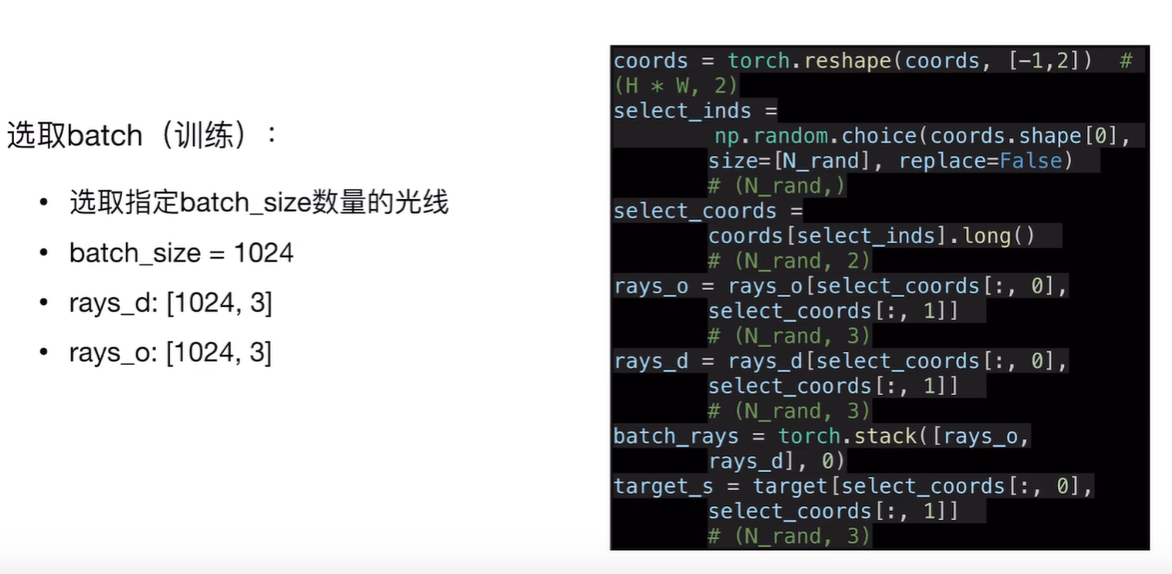 选取batch（训练）：
• 选取指定batch_size数量的光线
• batch_size = 1024
• rays_d: [1024, 3]
• rays_o: [1024, 3]
coords = torch.reshape(coords, [-1,2])  #
(H * W, 2)
select_inds =
np.random.choice(coords.shape[0],
size=[N_rand], replace=False)
# (N_rand,)
select_coords =
coords[select_inds].long()
# (N_rand, 2)
rays_o = rays_o[select_coords[:, 0],
select_coords[:, 1]]
# (N_rand, 3)
rays_d = rays_d[select_coords[:, 0],
select_coords[:, 1]]
# (N_rand, 3)
batch_rays = torch.stack([rays_o,
rays_d], 0)
target_s = target[select_coords[:, 0],
select_coords[:, 1]]
# (N_rand, 3)